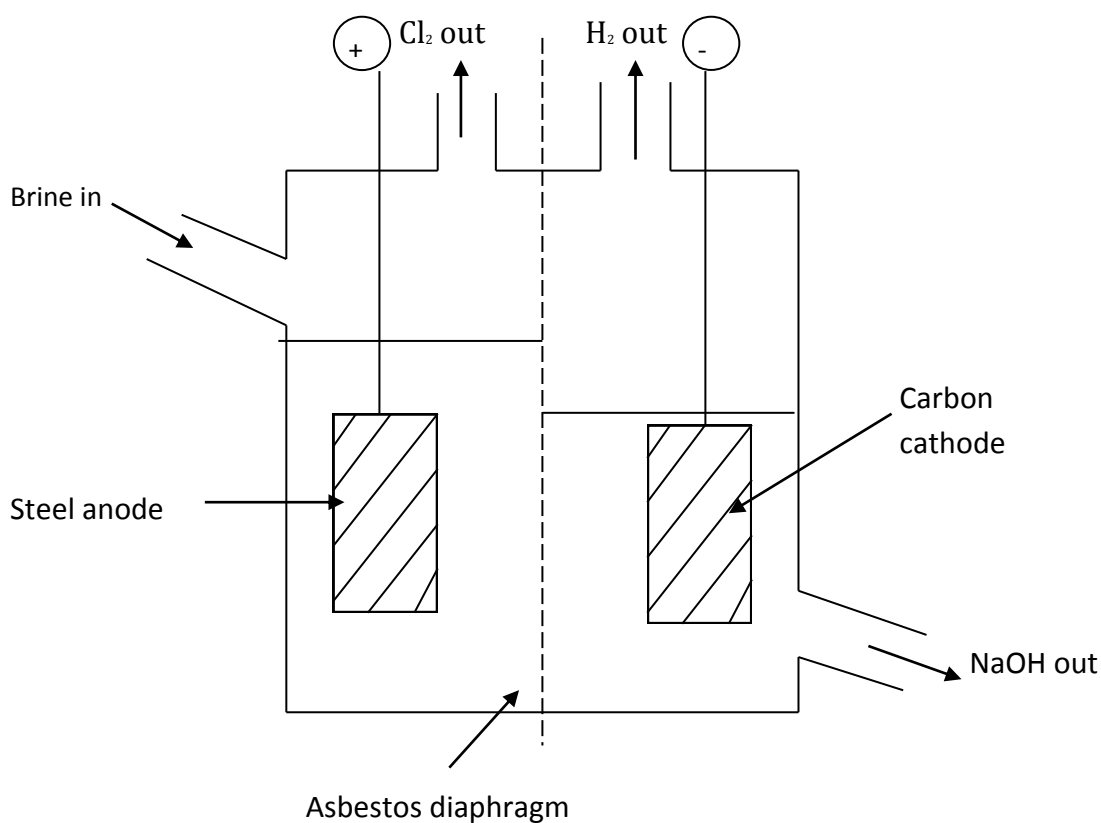 +
Cl₂ out
H₂ out
-
Brine in
Carbon
cathode
Steel anode
NaOH out
Asbestos diaphragm